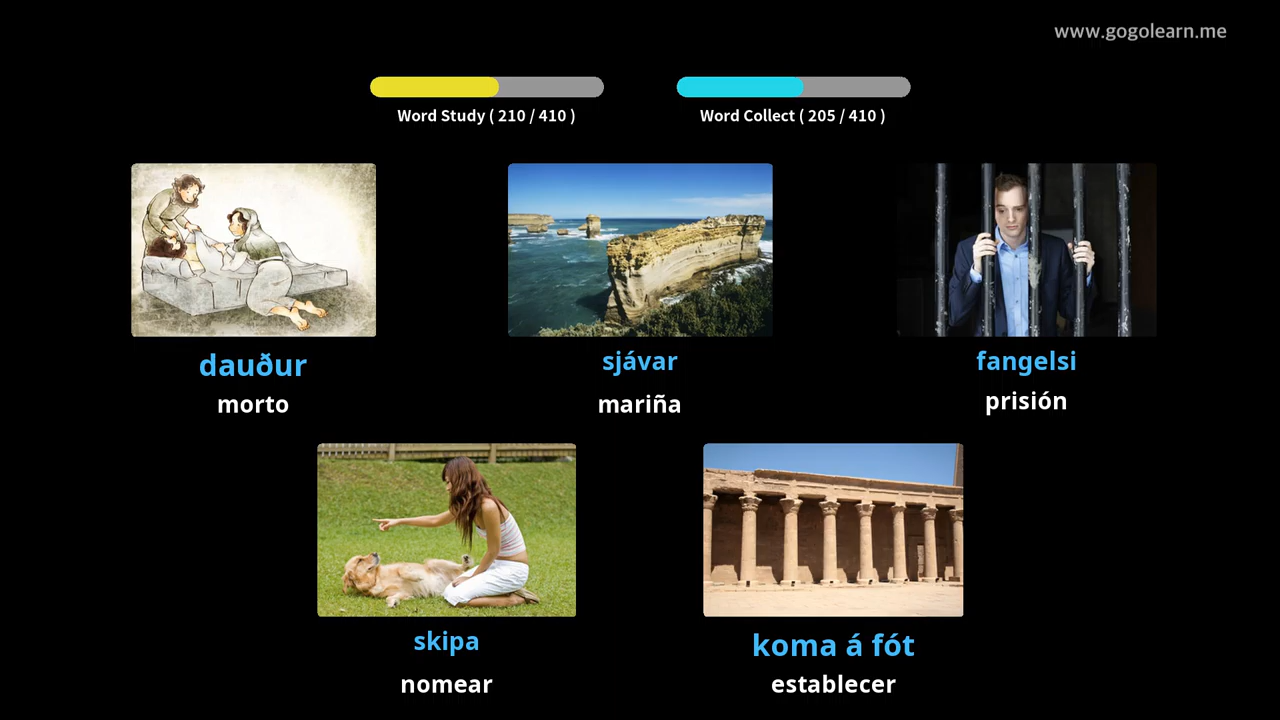 www.gogolearn.me
Word Study ( 210 / 410 )
Word Collect ( 205 / 410 )
dauður
morto
sjávar
mariña
fangelsi
prisión
skipa
nomear
koma á fót
establecer